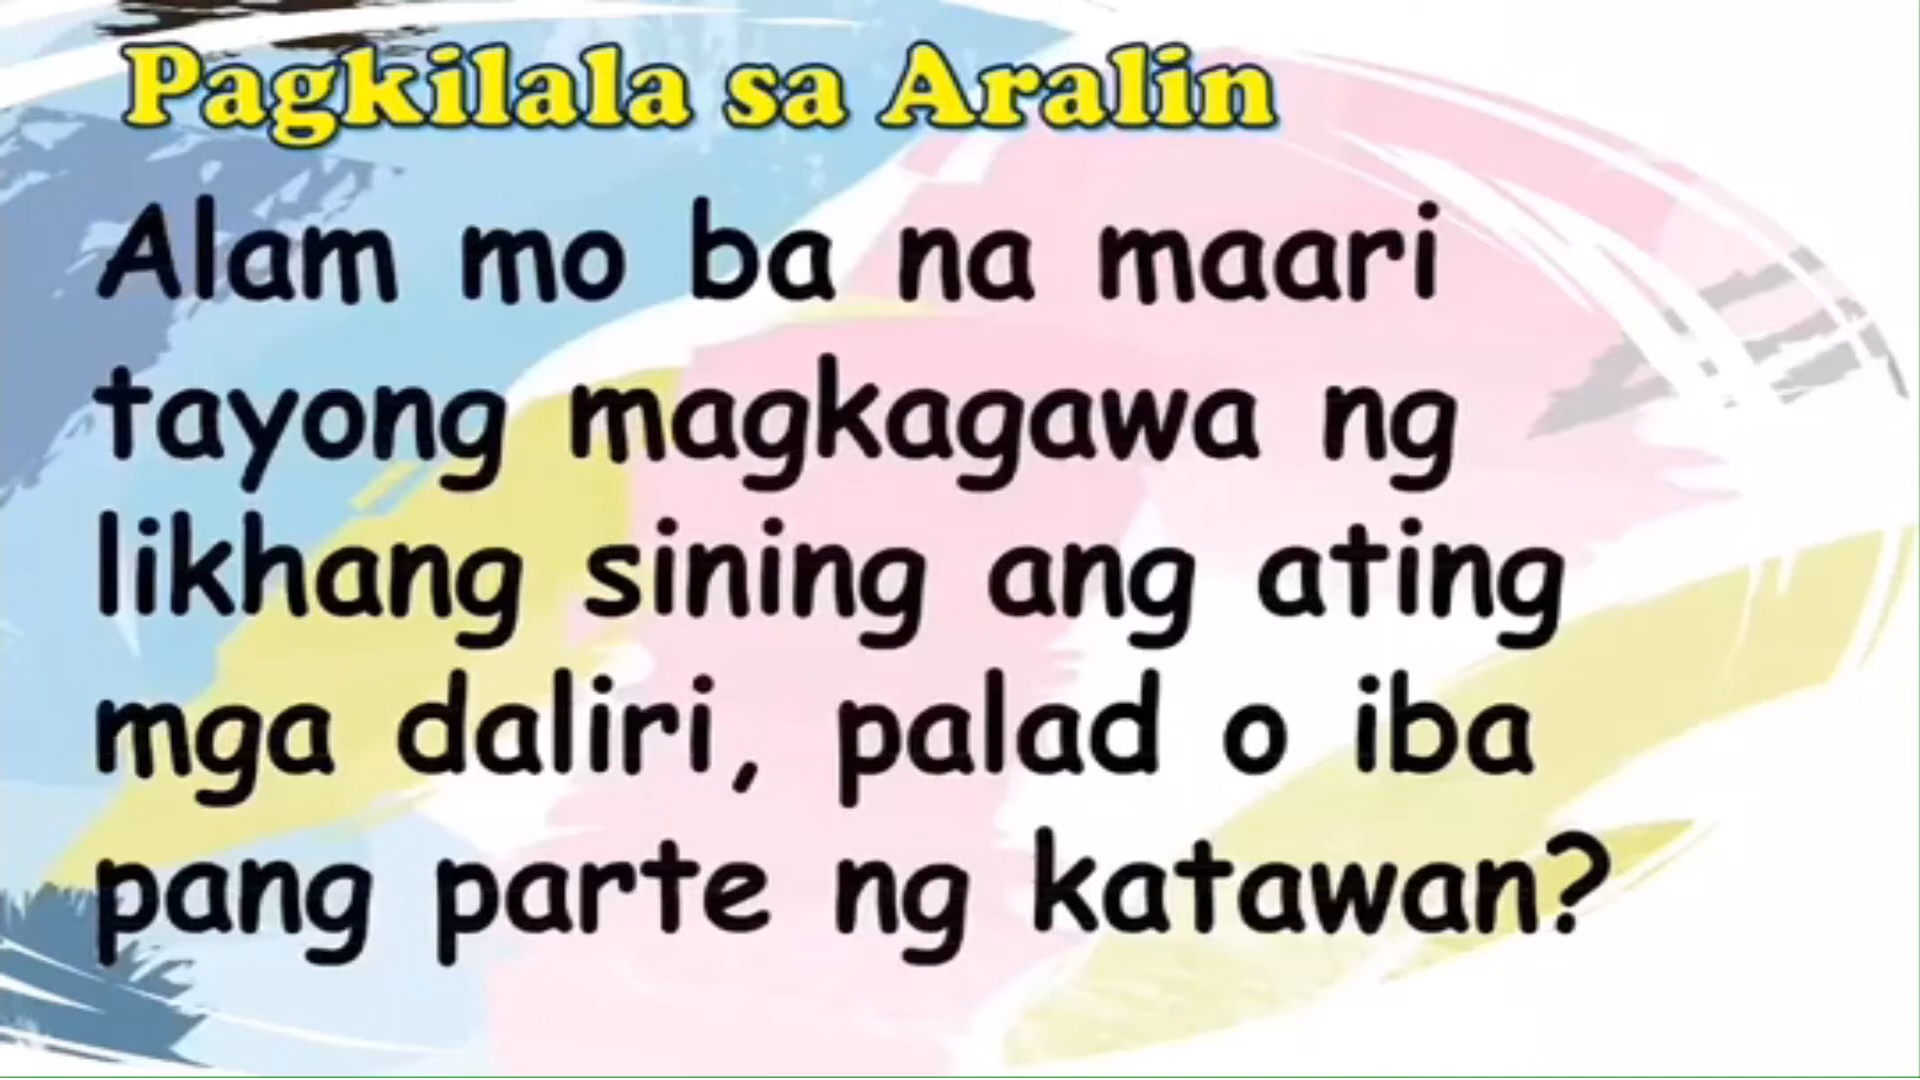 Pagkilala sa Aralin
Alam mo ba na maari
tayong magkagawa ng
likhang sining ang ating
mga daliri, palad o iba
pang parte ng katawan?